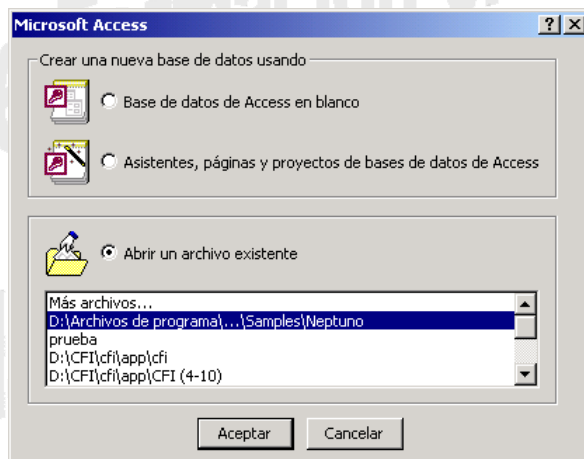 Microsoft Access
Crear una nueva base de datos usando
Base de datos de Access en blanco
Asistentes, páginas y proyectos de bases de datos de Access
Abrir un archivo existente
Más archivos...
D:\Archivos de programa\...\Samples\Neptuno
prueba
D:\CFI\cfi\app\cfi
D:\CFI\cfi\app\CFI (4-10)
Aceptar Cancelar